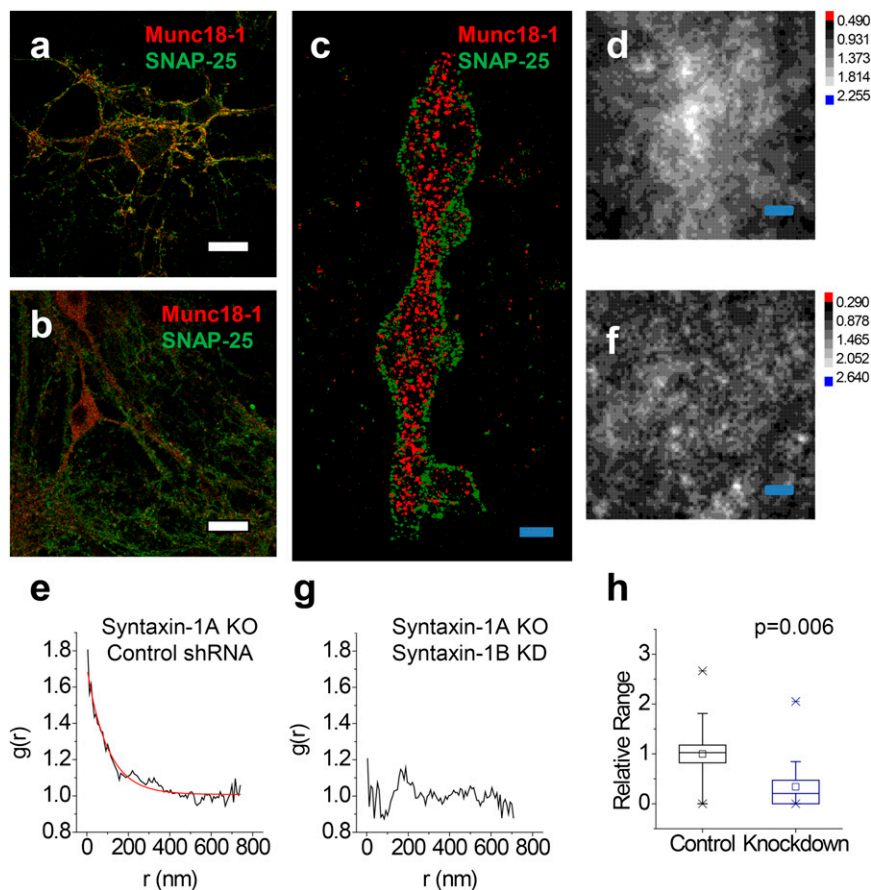 a
Munc18-1
SNAP-25
b
Munc18-1
SNAP-25
c
Munc18-1
SNAP-25
d
0.490
0.931
1.373
1.814
2.255
f
0.290
0.878
1.465
2.052
2.640
e
Syntaxin-1A KO
Control shRNA
g(r)
1.8
1.6
1.4
1.2
1.0
0.8
0 200 400 600 800
r (nm)
g
Syntaxin-1A KO
Syntaxin-1B KD
g(r)
1.8
1.6
1.4
1.2
1.0
0.8
0 200 400 600 800
r (nm)
h
p=0.006
Relative Range
3
2
1
0
Control Knockdown